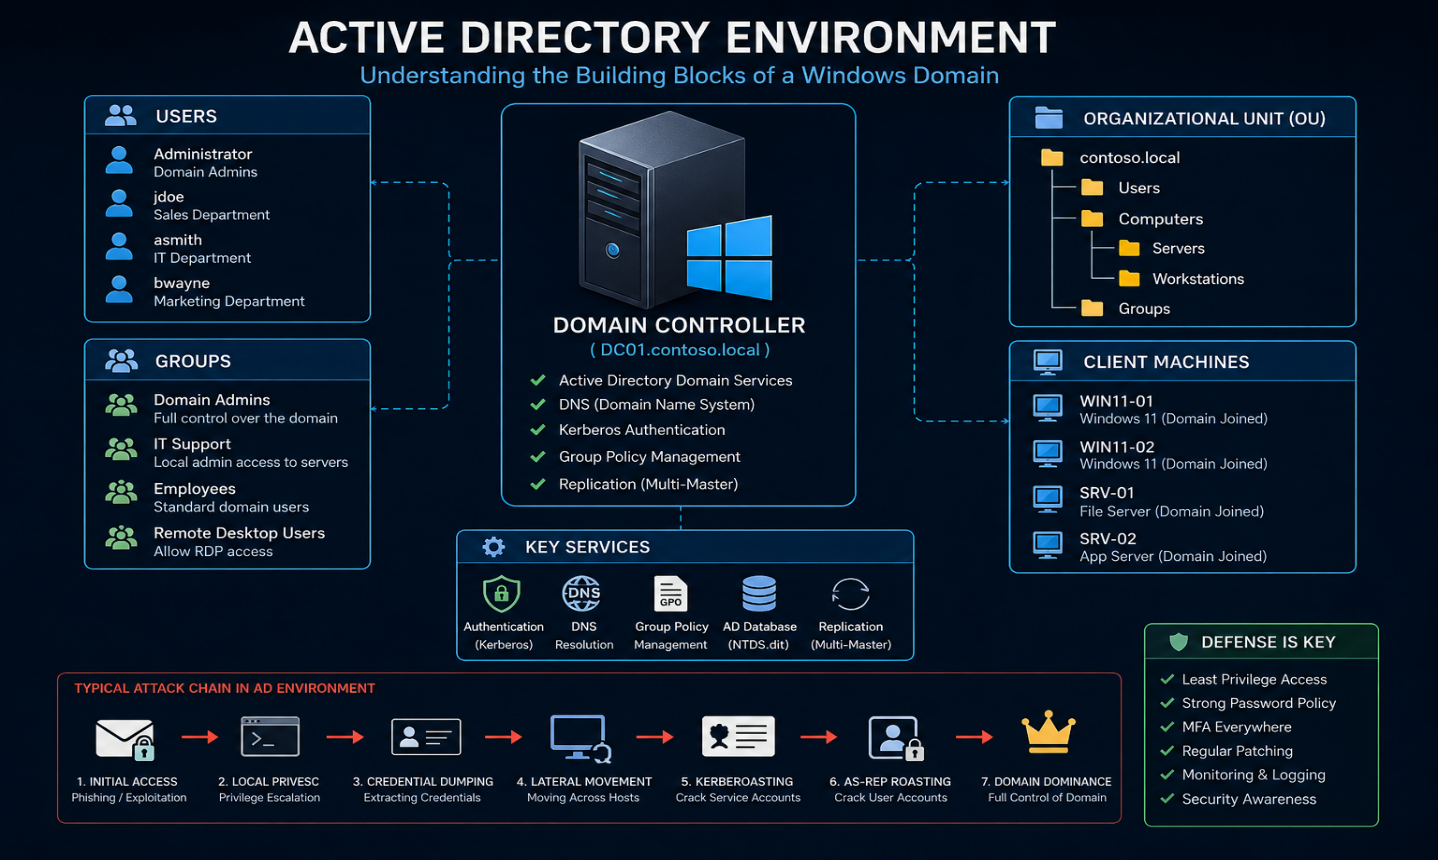 ACTIVE DIRECTORY ENVIRONMENT
Understanding the Building Blocks of a Windows Domain
USERS
Administrator
Domain Admins
jdoe
Sales Department
asmith
IT Department
bwayne
Marketing Department
GROUPS
Domain Admins
Full control over the domain
IT Support
Local admin access to servers
Employees
Standard domain users
Remote Desktop Users
Allow RDP access
DOMAIN CONTROLLER
( DC01.contoso.local )
Active Directory Domain Services
DNS (Domain Name System)
Kerberos Authentication
Group Policy Management
Replication (Multi-Master)
ORGANIZATIONAL UNIT (OU)
contoso.local
Users
Computers
Servers
Workstations
Groups
CLIENT MACHINES
WIN11-01
Windows 11 (Domain Joined)
WIN11-02
Windows 11 (Domain Joined)
SRV-01
File Server (Domain Joined)
SRV-02
App Server (Domain Joined)
KEY SERVICES
Authentication
(Kerberos)
DNS
DNS
Resolution
GPO
Group Policy
Management
AD Database
(NTDS.dit)
Replication
(Multi-Master)
TYPICAL ATTACK CHAIN IN AD ENVIRONMENT
>_
1. INITIAL ACCESS
Phishing / Exploitation
2. LOCAL PRIVESC
Privilege Escalation
3. CREDENTIAL DUMPING
Extracting Credentials
4. LATERAL MOVEMENT
Moving Across Hosts
5. KERBEROASTING
Crack Service Accounts
6. AS-REP ROASTING
Crack User Accounts
7. DOMAIN DOMINANCE
Full Control of Domain
DEFENSE IS KEY
Least Privilege Access
Strong Password Policy
MFA Everywhere
Regular Patching
Monitoring & Logging
Security Awareness